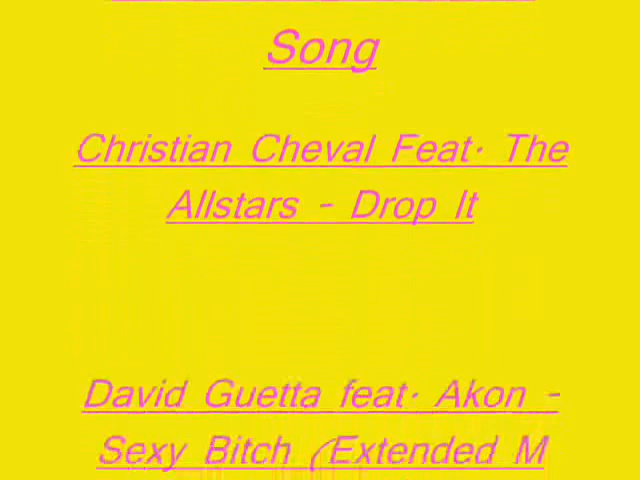 Song
Christian Cheval Feat. The
Allstars - Drop It
David Guetta feat. Akon -
Sexy Bitch (Extended M